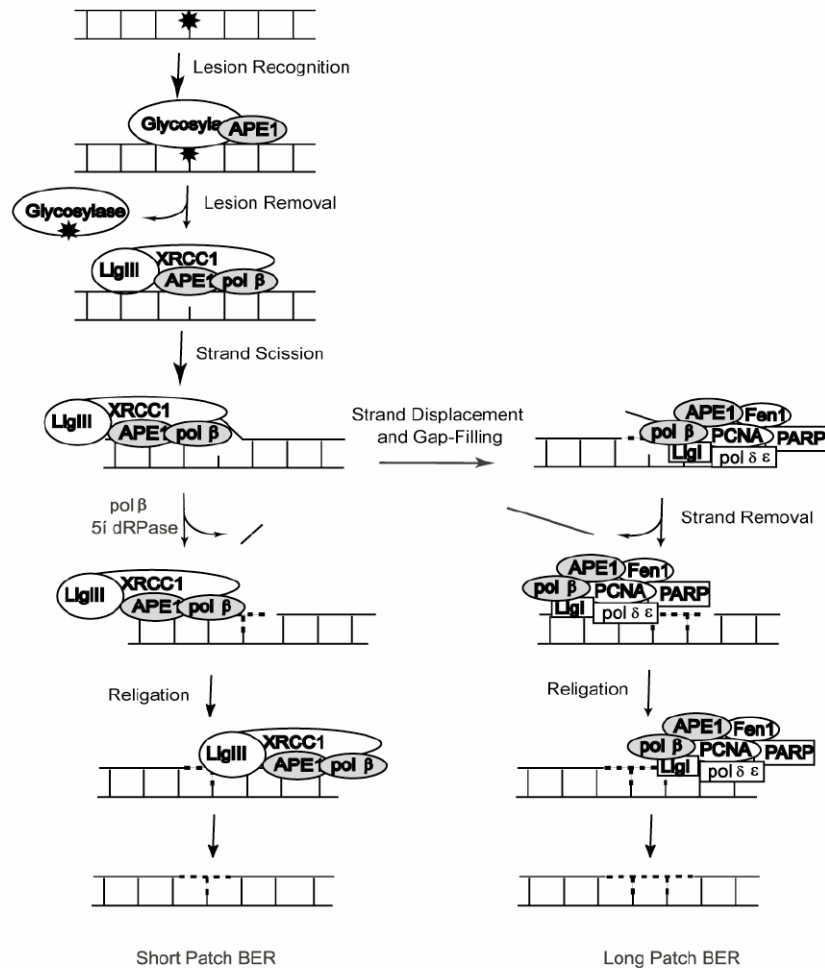 Lesion Recognition
Glycosyla APE1
Lesion Removal
Glycosylase
LigIII XRCC1 APE1 pol β
Strand Scission
LigIII XRCC1 APE1 pol β
Strand Displacement
and Gap-Filling
APE1 Fen1
pol β PCNA PARP
LigI pol δ ε
pol β
5í dRPase
Strand Removal
LigIII XRCC1 APE1 pol β
APE1 Fen1
pol β PCNA PARP
LigI pol δ ε
Religation
Religation
LigIII XRCC1 APE1 pol β
APE1 Fen1
pol β PCNA PARP
LigI pol δ ε
Short Patch BER
Long Patch BER